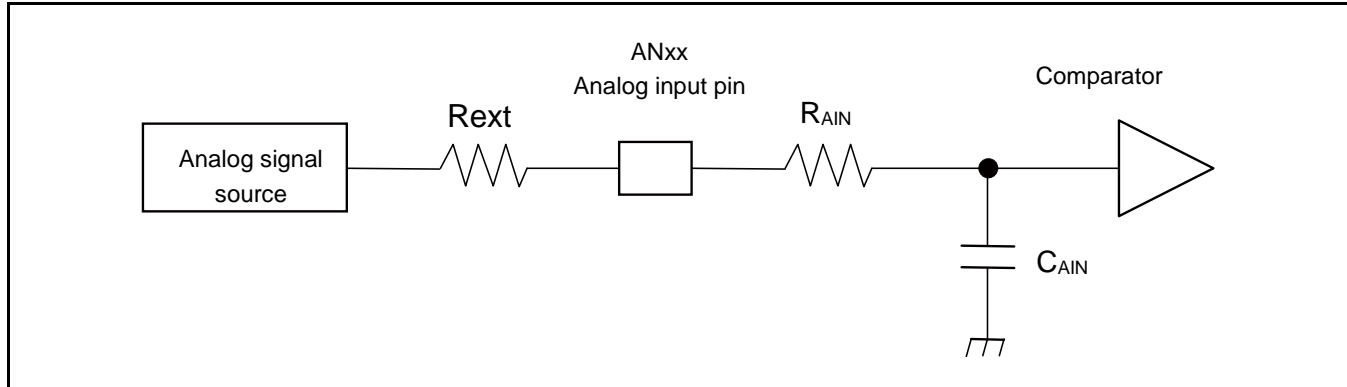 ANxx
Analog input pin
Comparator
Rext
RAIN
Analog signal
source
CAIN